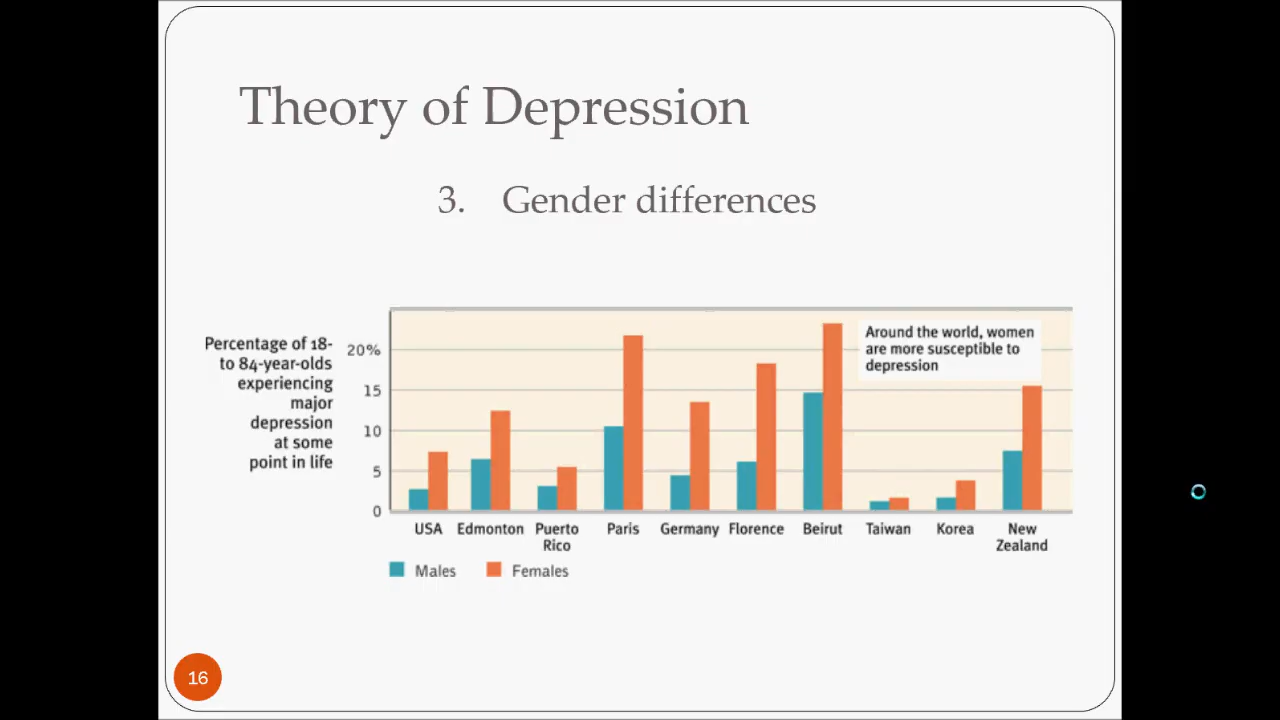 Theory of Depression
3. Gender differences
Percentage of 18-
to 84-year-olds
experiencing
major
depression
at some
point in life
20%
15
10
5
0
Around the world, women
are more susceptible to
depression
USA Edmonton Puerto Rico Paris Germany Florence Beirut Taiwan Korea New Zealand
Males Females
16